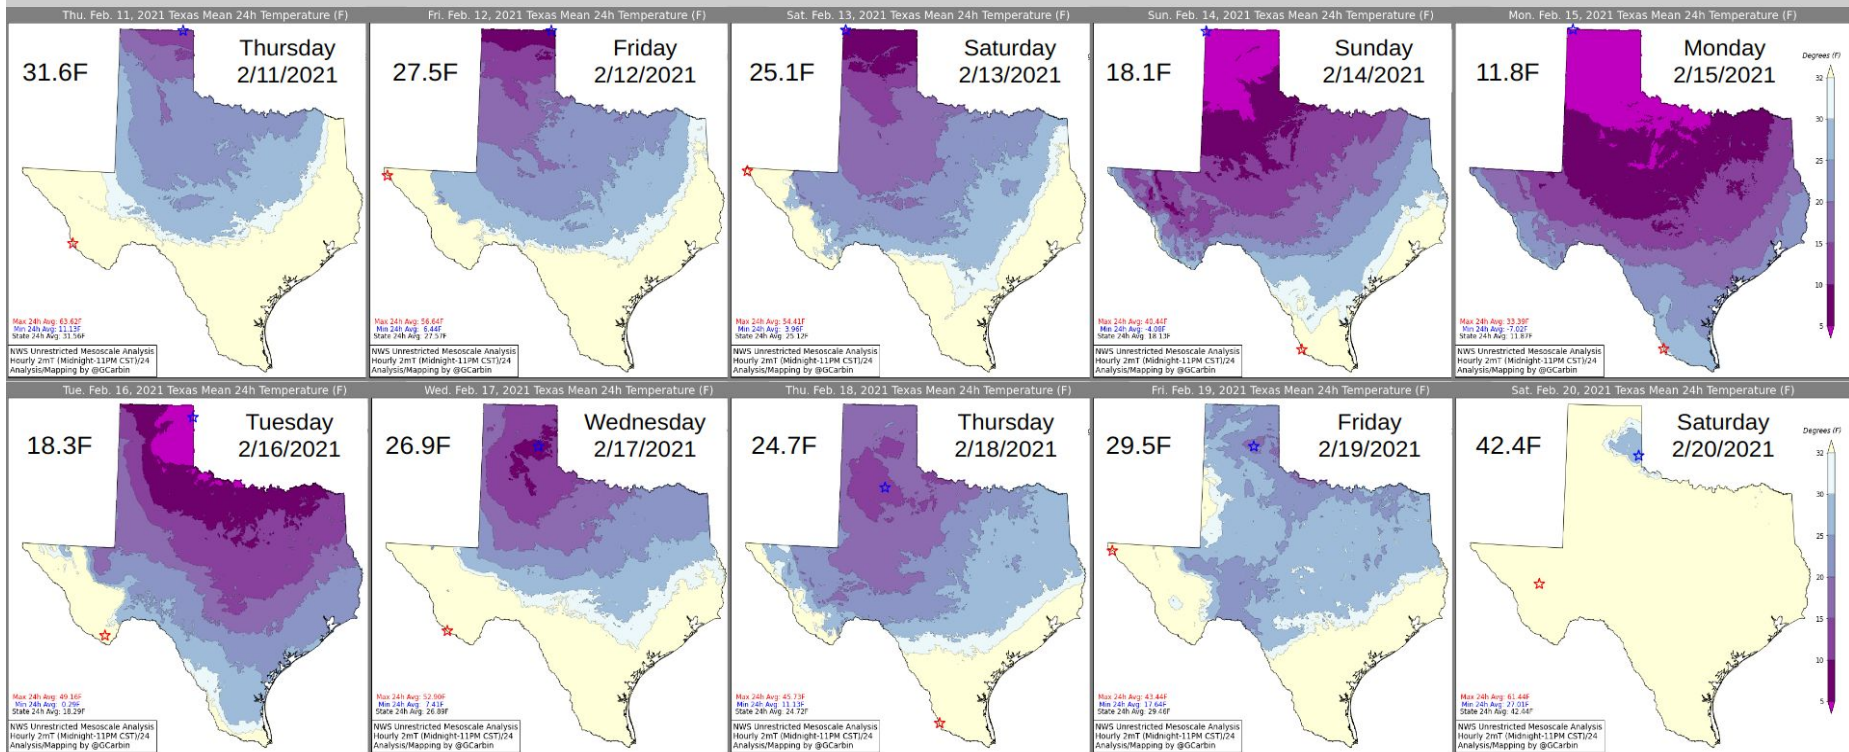 Thu. Feb. 11, 2021 Texas Mean 24h Temperature (F)
31.6F
Thursday
2/11/2021
Max 24h Avg: 63.62F
Min 24h Avg: 11.13F
State 24h Avg: 31.56F
NWS Unrestricted Mesoscale Analysis
Hourly 2mT (Midnight-11PM CST)/24
Analysis/Mapping by @GCarbin
Fri. Feb. 12, 2021 Texas Mean 24h Temperature (F)
27.5F
Friday
2/12/2021
Max 24h Avg: 56.64F
Min 24h Avg: 6.44F
State 24h Avg: 27.57F
NWS Unrestricted Mesoscale Analysis
Hourly 2mT (Midnight-11PM CST)/24
Analysis/Mapping by @GCarbin
Sat. Feb. 13, 2021 Texas Mean 24h Temperature (F)
25.1F
Saturday
2/13/2021
Max 24h Avg: 54.41F
Min 24h Avg: 3.96F
State 24h Avg: 25.12F
NWS Unrestricted Mesoscale Analysis
Hourly 2mT (Midnight-11PM CST)/24
Analysis/Mapping by @GCarbin
Sun. Feb. 14, 2021 Texas Mean 24h Temperature (F)
18.1F
Sunday
2/14/2021
Max 24h Avg: 40.44F
Min 24h Avg: -4.08F
State 24h Avg: 18.13F
NWS Unrestricted Mesoscale Analysis
Hourly 2mT (Midnight-11PM CST)/24
Analysis/Mapping by @GCarbin
Mon. Feb. 15, 2021 Texas Mean 24h Temperature (F)
11.8F
Monday
2/15/2021
Degrees (F)
32
30
25
20
15
10
5
Max 24h Avg: 33.39F
Min 24h Avg: -7.02F
State 24h Avg: 11.87F
NWS Unrestricted Mesoscale Analysis
Hourly 2mT (Midnight-11PM CST)/24
Analysis/Mapping by @GCarbin
Tue. Feb. 16, 2021 Texas Mean 24h Temperature (F)
18.3F
Tuesday
2/16/2021
Max 24h Avg: 49.16F
Min 24h Avg: 0.29F
State 24h Avg: 18.29F
NWS Unrestricted Mesoscale Analysis
Hourly 2mT (Midnight-11PM CST)/24
Analysis/Mapping by @GCarbin
Wed. Feb. 17, 2021 Texas Mean 24h Temperature (F)
26.9F
Wednesday
2/17/2021
Max 24h Avg: 52.90F
Min 24h Avg: 7.41F
State 24h Avg: 26.89F
NWS Unrestricted Mesoscale Analysis
Hourly 2mT (Midnight-11PM CST)/24
Analysis/Mapping by @GCarbin
Thu. Feb. 18, 2021 Texas Mean 24h Temperature (F)
24.7F
Thursday
2/18/2021
Max 24h Avg: 45.73F
Min 24h Avg: 11.13F
State 24h Avg: 24.72F
NWS Unrestricted Mesoscale Analysis
Hourly 2mT (Midnight-11PM CST)/24
Analysis/Mapping by @GCarbin
Fri. Feb. 19, 2021 Texas Mean 24h Temperature (F)
29.5F
Friday
2/19/2021
Max 24h Avg: 43.44F
Min 24h Avg: 17.64F
State 24h Avg: 29.46F
NWS Unrestricted Mesoscale Analysis
Hourly 2mT (Midnight-11PM CST)/24
Analysis/Mapping by @GCarbin
Sat. Feb. 20, 2021 Texas Mean 24h Temperature (F)
42.4F
Saturday
2/20/2021
Degrees (F)
32
30
25
20
15
10
5
Max 24h Avg: 61.44F
Min 24h Avg: 27.01F
State 24h Avg: 42.44F
NWS Unrestricted Mesoscale Analysis
Hourly 2mT (Midnight-11PM CST)/24
Analysis/Mapping by @GCarbin